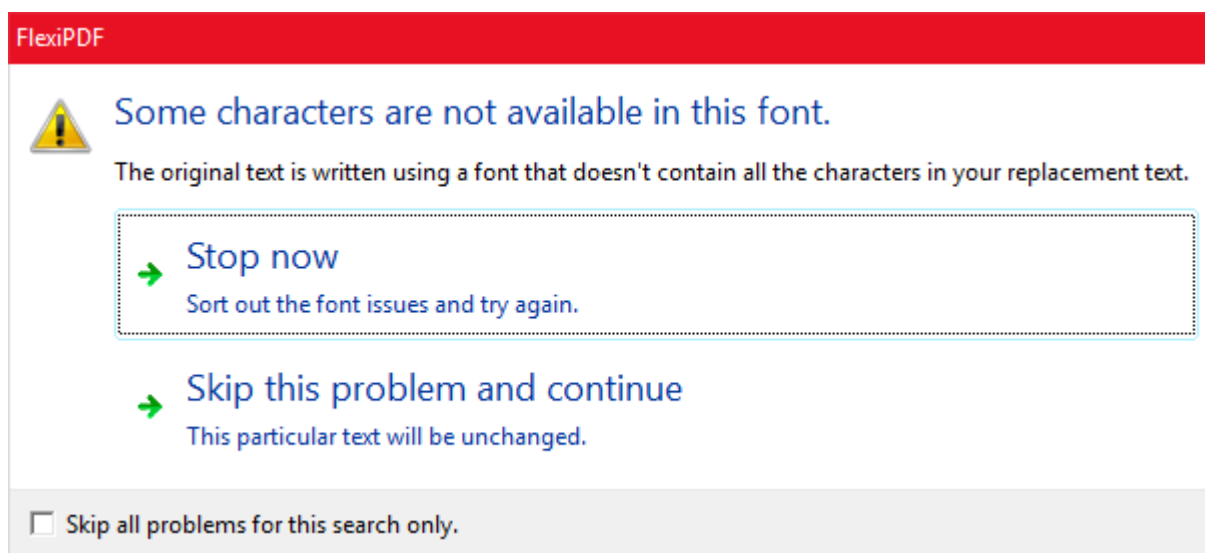 FlexiPDF
Some characters are not available in this font.
The original text is written using a font that doesn't contain all the characters in your replacement text.
Stop now
Sort out the font issues and try again.
Skip this problem and continue
This particular text will be unchanged.
Skip all problems for this search only.